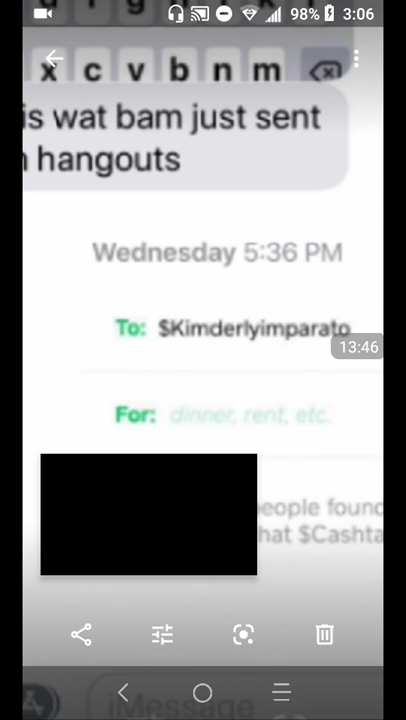 98% 3:06
x c v b n m
is wat bam just sent
hangouts
Wednesday 5:36 PM
To: $Kimderlyimparato
13:46
For: dinner, rent, etc.
people found
hat $Cashta
iMessage